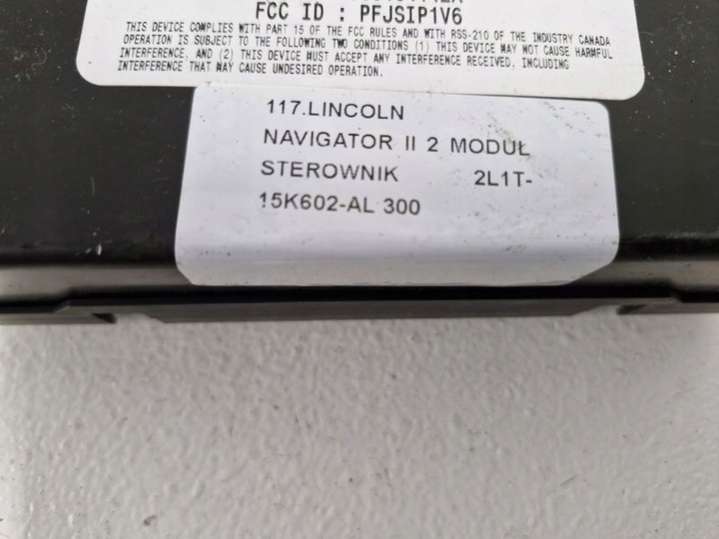 FCC ID : PFJSIP1V6
THIS DEVICE COMPLIES WITH PART 15 OF THE FCC RULES AND WITH RSS-210 OF THE INDUSTRY CANADA
OPERATION IS SUBJECT TO THE FOLLOWING TWO CONDITIONS (1) THIS DEVICE MAY NOT CAUSE HARMFUL
INTERFERENCE, AND (2) THIS DEVICE MUST ACCEPT ANY INTERFERENCE RECEIVED, INCLUDING
INTERFERENCE THAT MAY CAUSE UNDESIRED OPERATION.
117.LINCOLN
NAVIGATOR II 2 MODUŁ
STEROWNIK 2L1T-
15K602-AL 300